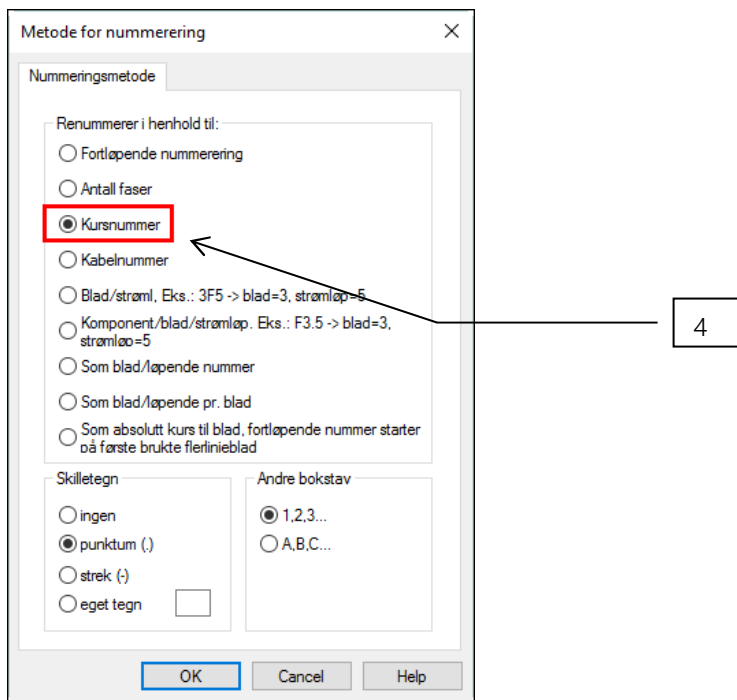 Metode for nummerering
Nummeringsmetode
Renummerer i henhold til:
Fortløpende nummerering
Antall faser
Kursnummer
Kabelnummer
Blad/strøml, Eks.: 3F5 -> blad=3, strømløp=5
Komponent/blad/strømløp. Eks.: F3.5 -> blad=3,
strømløp=5
Som blad/løpende nummer
Som blad/løpende pr. blad
Som absolutt kurs til blad, fortløpende nummer starter
på første brukte flerlinieblad
Skilletegn
ingen
punktum (.)
strek (-)
eget tegn
Andre bokstav
1,2,3...
A,B,C...
OK
Cancel
Help
4